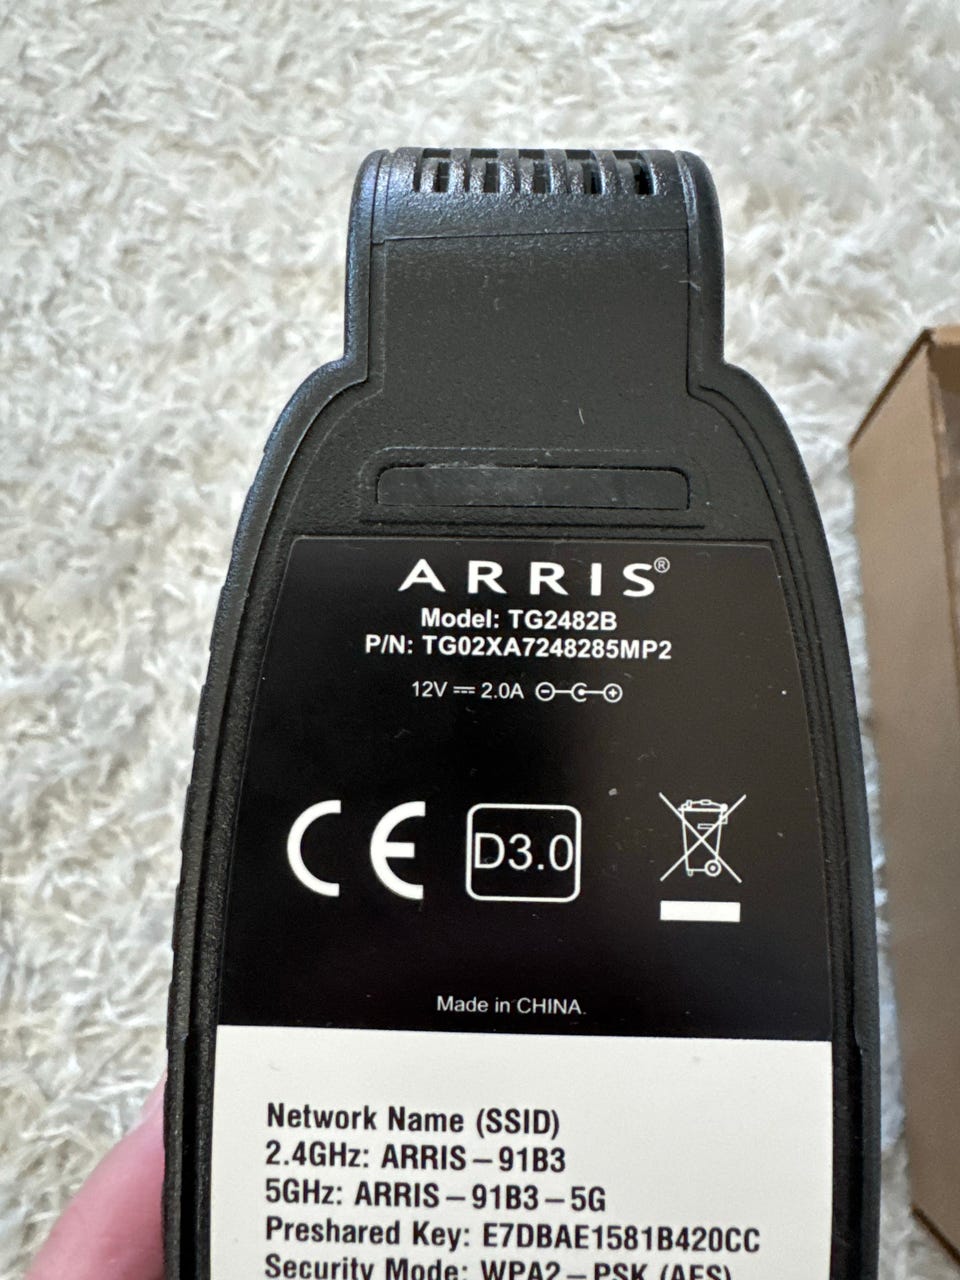 ARRIS®
Model: TG2482B
P/N: TG02XA7248285MP2
12V ⎓ 2.0A
CE D3.0
Made in CHINA.
Network Name (SSID)
2.4GHz: ARRIS–91B3
5GHz: ARRIS–91B3–5G
Preshared Key: E7DBAE1581B420CC
Security Mode: WPA2–PSK (AES)